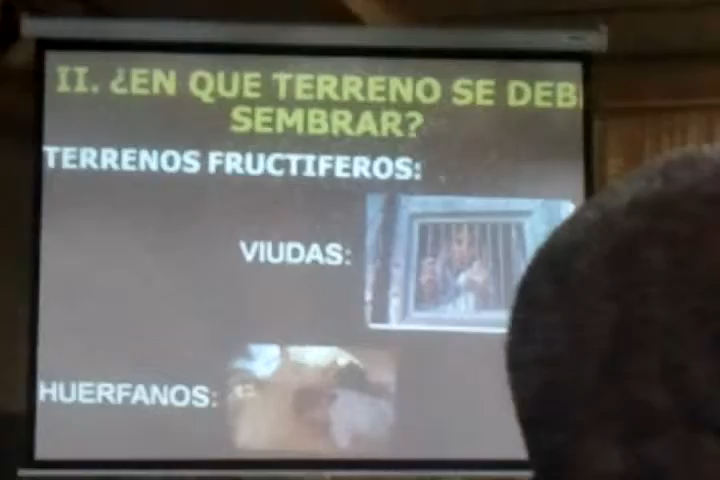 II. ¿EN QUE TERRENO SE DEB
SEMBRAR?
TERRENOS FRUCTIFEROS:
VIUDAS:
HUERFANOS: